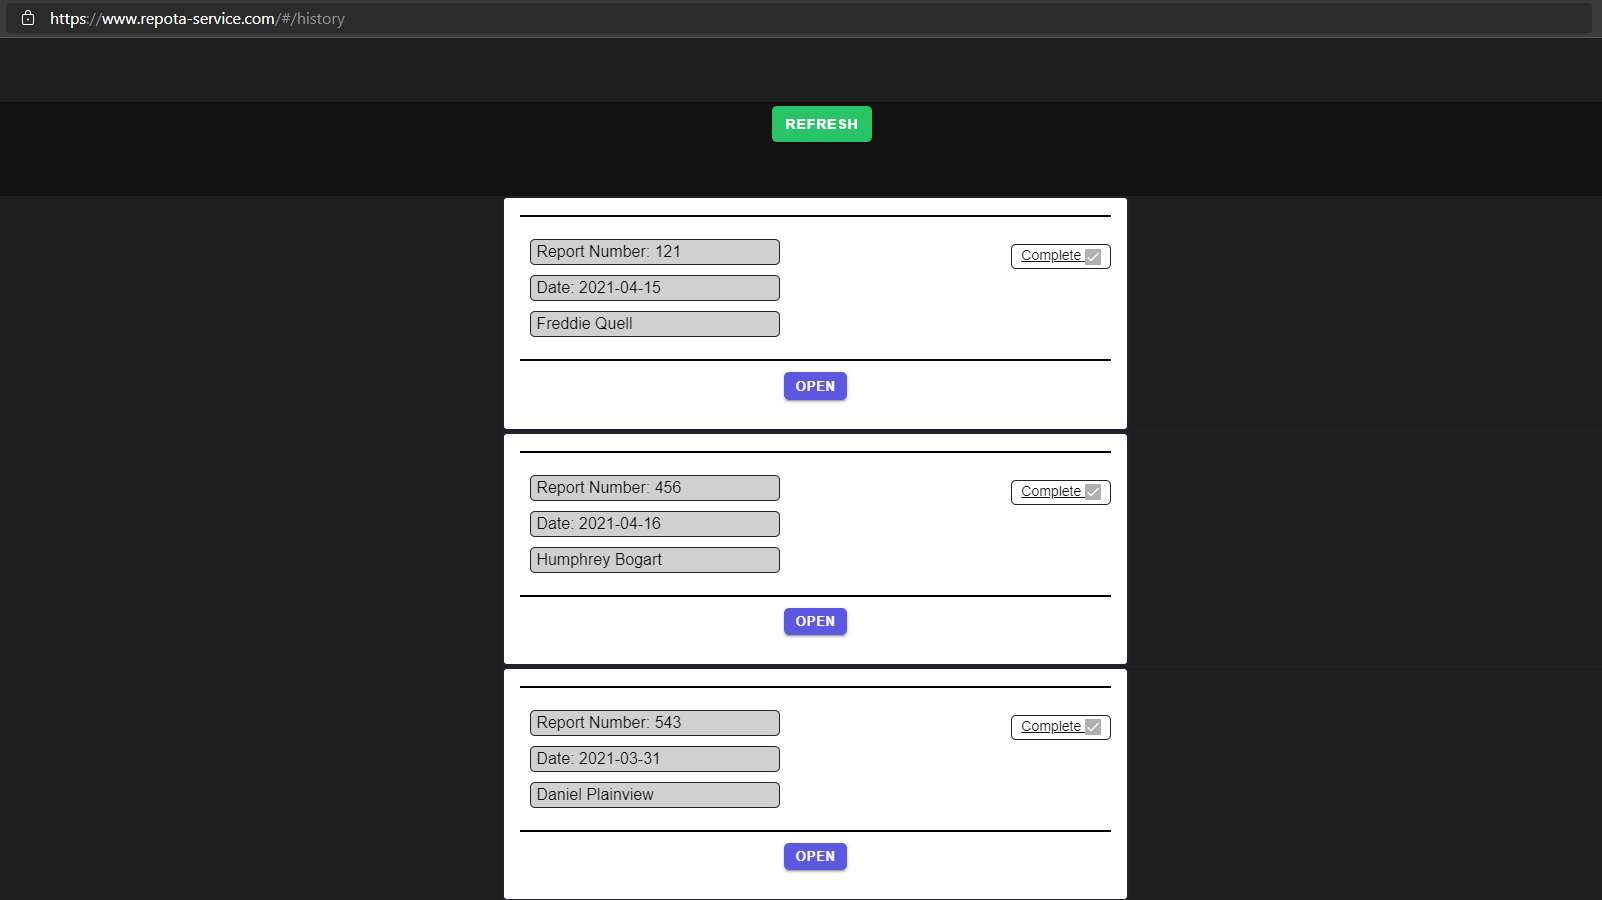 https://www.repota-service.com/#/history
REFRESH
Report Number: 121
Complete
Date: 2021-04-15
Freddie Quell
OPEN
Report Number: 456
Complete
Date: 2021-04-16
Humphrey Bogart
OPEN
Report Number: 543
Complete
Date: 2021-03-31
Daniel Plainview
OPEN